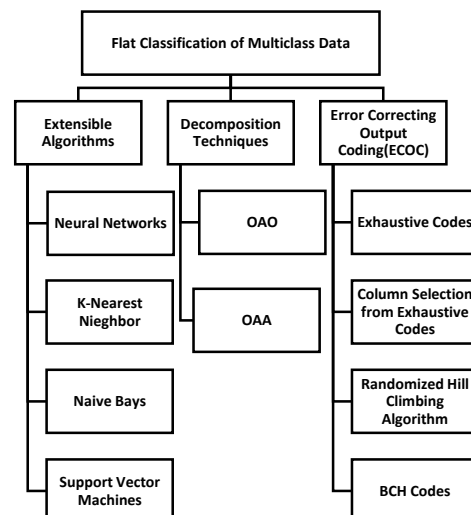 Flat Classification of Multiclass Data
Extensible
Algorithms
Neural Networks
K-Nearest
Nieghbor
Naive Bays
Support Vector
Machines
Decomposition
Techniques
OAO
OAA
Error Correcting
Output
Coding(ECOC)
Exhaustive Codes
Column Selection
from Exhaustive
Codes
Randomized Hill
Climbing
Algorithm
BCH Codes